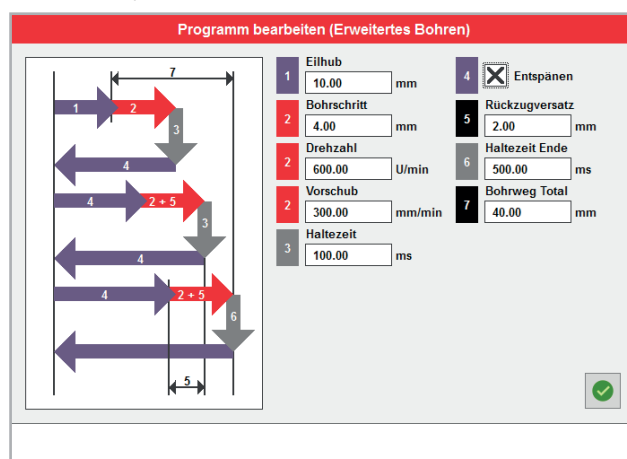 Programm bearbeiten (Erweitertes Bohren)
7
1
2
3
4
4
2 + 5
3
4
4
2 + 5
6
5
Eilhub
1
10.00
mm
Bohrschritt
2
4.00
mm
Drehzahl
2
600.00
U/min
Vorschub
2
300.00
mm/min
Haltezeit
3
100.00
ms
4
Entspänen
Rückzugversatz
5
2.00
mm
Haltezeit Ende
6
500.00
ms
Bohrweg Total
7
40.00
mm